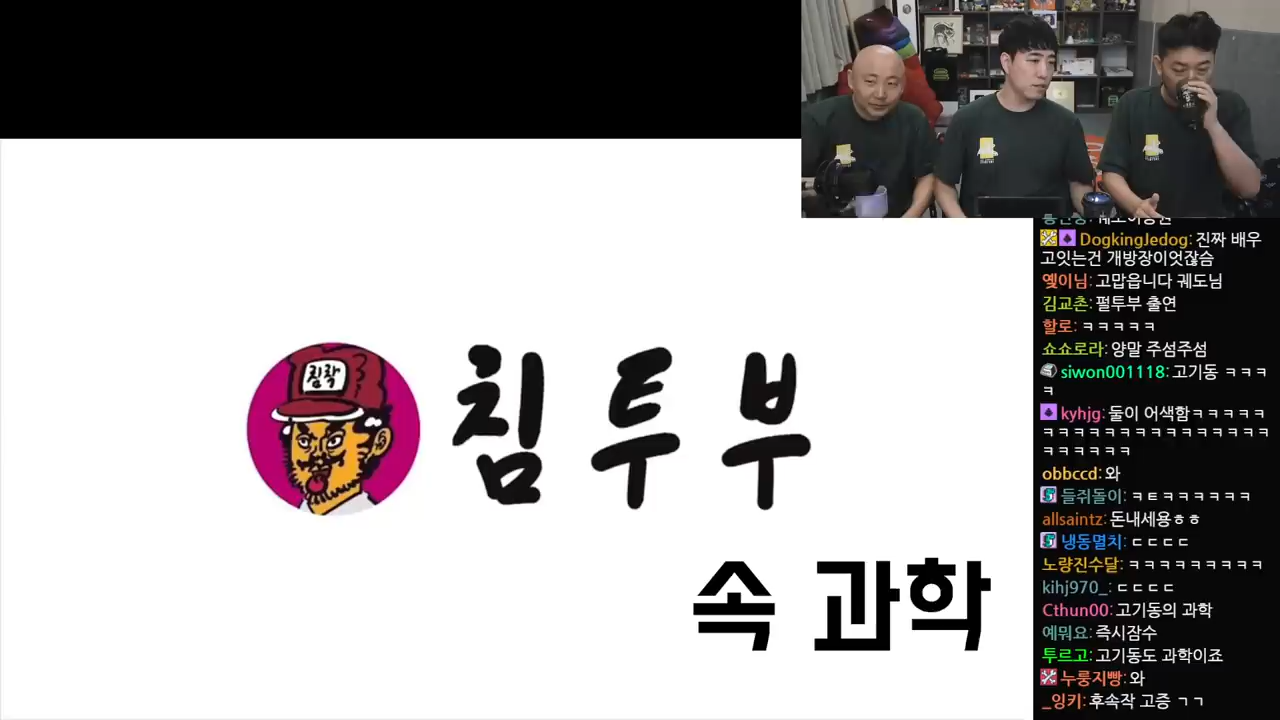 침착
침 투 부
속 과학
DogkingJedog: 진짜 배우
고잇는건 개방장이엇잖슴
옟이님: 고맙읍니다 궤도님
김교촌: 펄투부 출연
할로: ㅋㅋㅋㅋㅋ
쇼쇼로라: 양말 주섬주섬
siwon001118: 고기동 ㅋㅋㅋ
ㅋ
kyhjg: 둘이 어색함ㅋㅋㅋㅋㅋ
ㅋㅋㅋㅋㅋㅋㅋㅋㅋㅋㅋㅋㅋㅋㅋ
ㅋㅋㅋㅋㅋㅋ
obbccd: 와
들쥐돌이: ㅋㅌㅋㅋㅋㅋㅋㅋ
allsaintz: 돈내세용ㅎㅎ
냉동멸치: ㄷㄷㄷㄷ
노량진수달: ㅋㅋㅋㅋㅋㅋㅋㅋㅋ
kihj970_: ㄷㄷㄷㄷ
Cthun00: 고기동의 과학
예뭐요: 즉시잠수
투르고: 고기동도 과학이죠
누룽지빵: 와
_잉키: 후속작 고증 ㄱㄱ